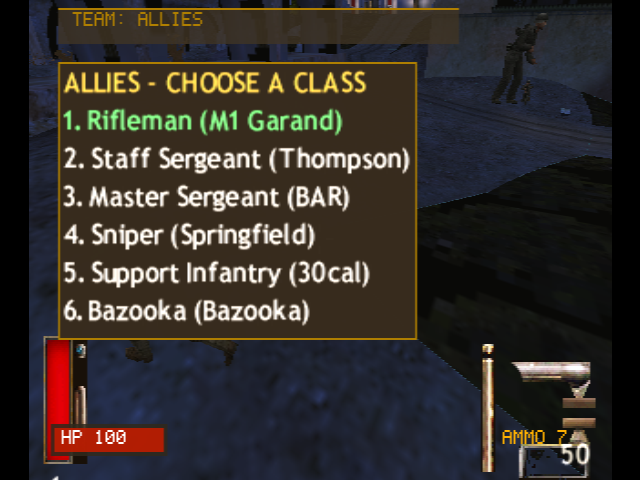 TEAM: ALLIES
ALLIES - CHOOSE A CLASS
1. Rifleman (M1 Garand)
2. Staff Sergeant (Thompson)
3. Master Sergeant (BAR)
4. Sniper (Springfield)
5. Support Infantry (30cal)
6. Bazooka (Bazooka)
HP 100
AMMO 7
50